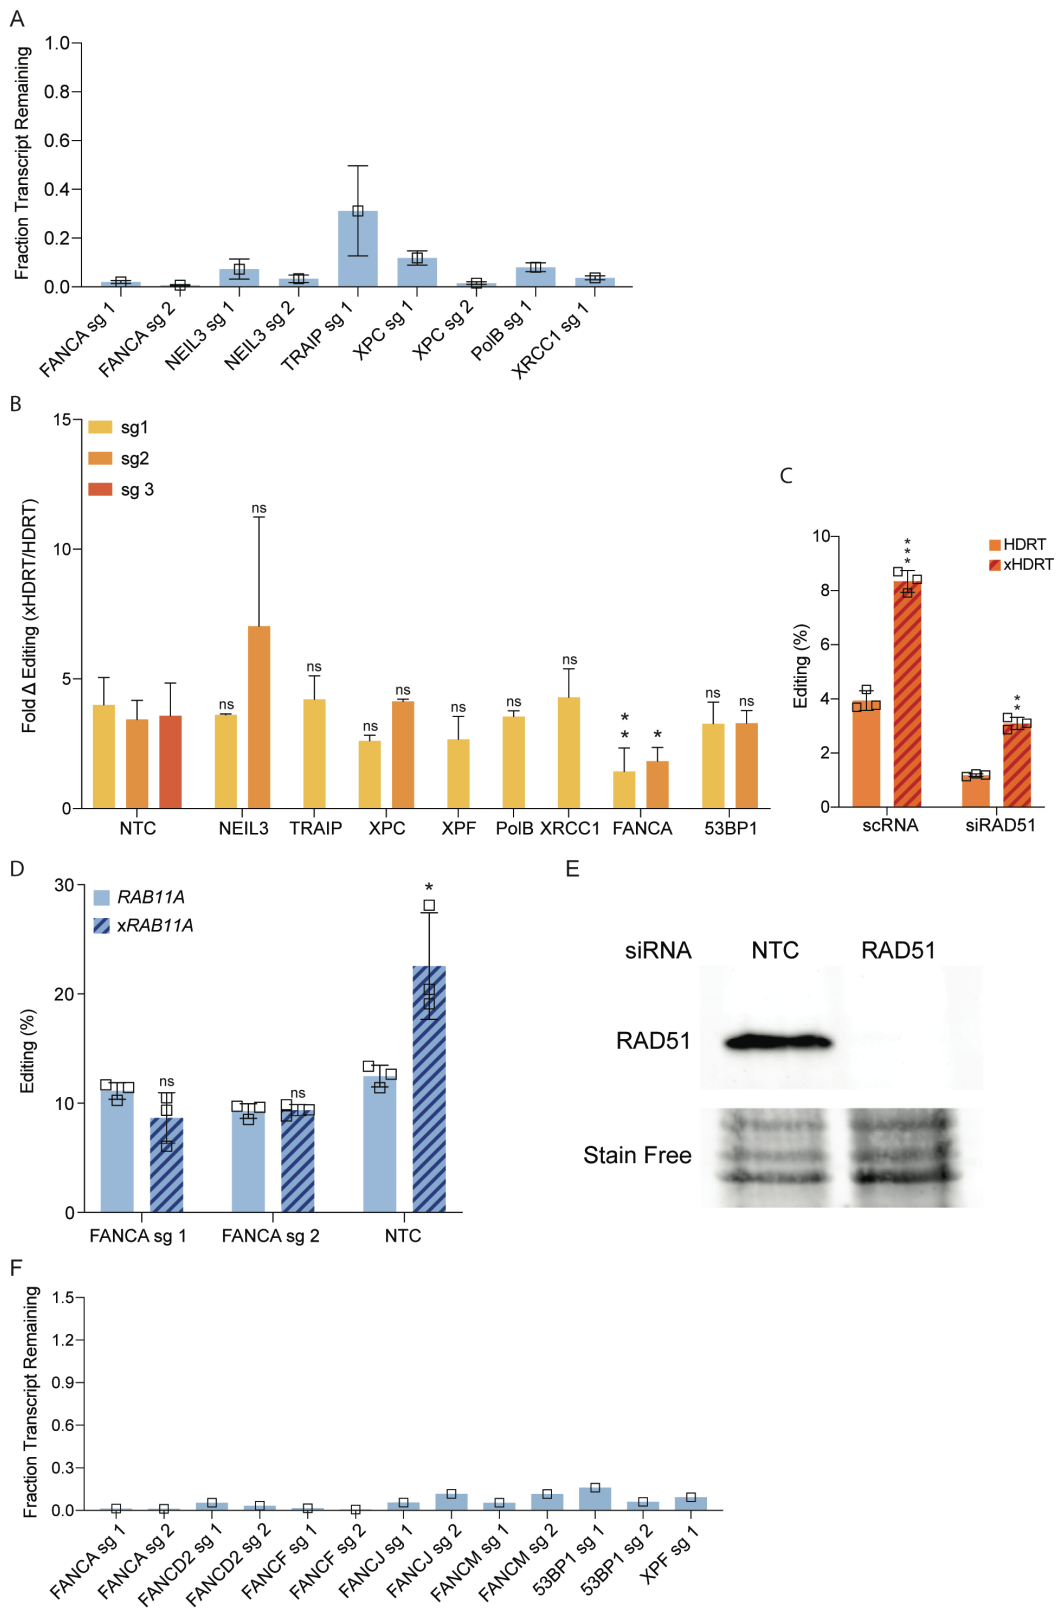 A
Fraction Transcript Remaining
1.0
0.8
0.6
0.4
0.2
0.0
FANCA sg 1
FANCA sg 2
NEIL3 sg 1
NEIL3 sg 2
TRAIP sg 1
XPC sg 1
XPC sg 2
PolB sg 1
XRCC1 sg 1
B
Fold Δ Editing (xHDRT/HDRT)
15
10
5
0
sg1
sg2
sg 3
ns
ns
ns
ns
ns
ns
ns
ns
*
*
*
ns
ns
NTC
NEIL3
TRAIP
XPC
XPF
PolB
XRCC1
FANCA
53BP1
C
Editing (%)
10
8
6
4
2
0
HDRT
xHDRT
***
**
scRNA
siRAD51
D
Editing (%)
30
20
10
0
RAB11A
xRAB11A
ns
ns
*
FANCA sg 1
FANCA sg 2
NTC
E
siRNA NTC RAD51
RAD51
Stain Free
F
Fraction Transcript Remaining
1.5
1.2
0.9
0.6
0.3
0.0
FANCA sg 1
FANCA sg 2
FANCD2 sg 1
FANCD2 sg 2
FANCF sg 1
FANCF sg 2
FANCJ sg 1
FANCJ sg 2
FANCM sg 1
FANCM sg 2
53BP1 sg 1
53BP1 sg 2
XPF sg 1